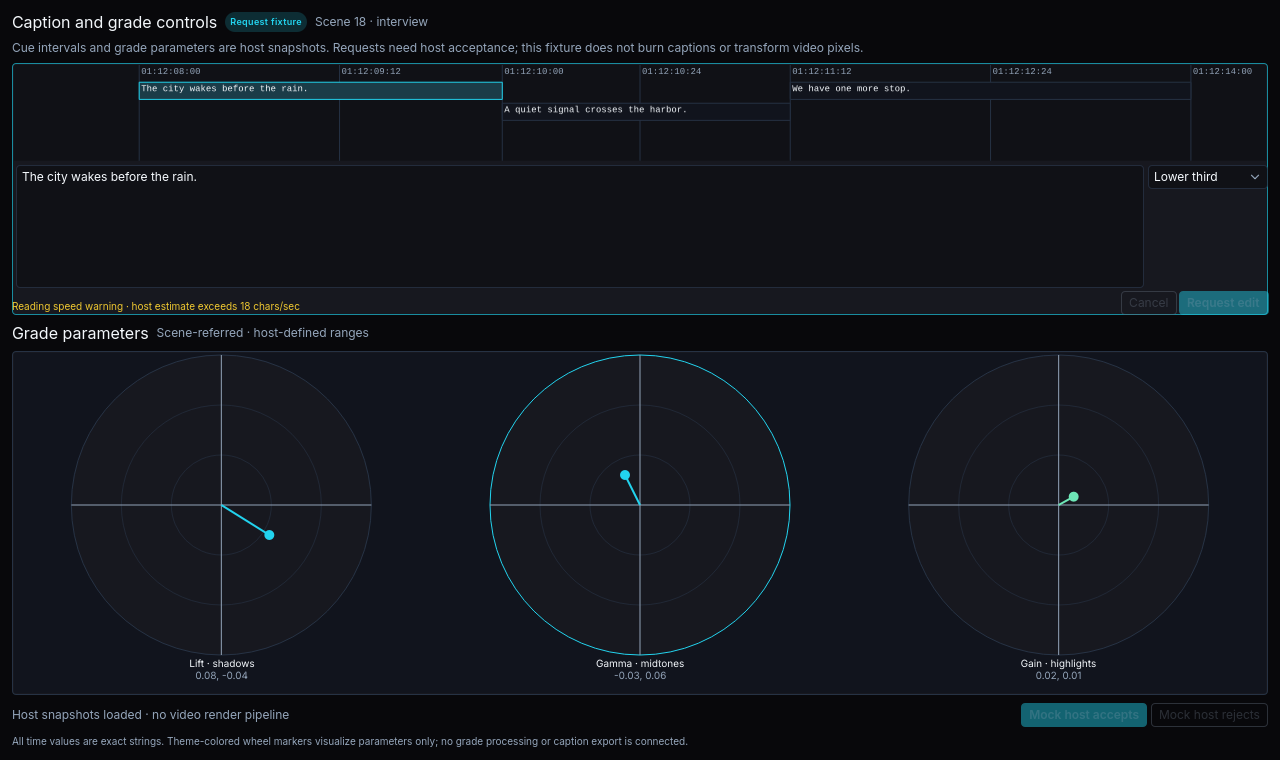 Caption and grade controls Request fixture Scene 18 · interview
Cue intervals and grade parameters are host snapshots. Requests need host acceptance; this fixture does not burn captions or transform video pixels.
01:12:08:00 01:12:09:12 01:12:10:00 01:12:10:24 01:12:11:12 01:12:12:24 01:12:14:00
The city wakes before the rain. We have one more stop.
A quiet signal crosses the harbor.
The city wakes before the rain. Lower third
Reading speed warning · host estimate exceeds 18 chars/sec Cancel Request edit
Grade parameters Scene-referred · host-defined ranges
Lift · shadows Gamma · midtones Gain · highlights
0.08, -0.04 -0.03, 0.06 0.02, 0.01
Host snapshots loaded · no video render pipeline Mock host accepts Mock host rejects
All time values are exact strings. Theme-colored wheel markers visualize parameters only; no grade processing or caption export is connected.